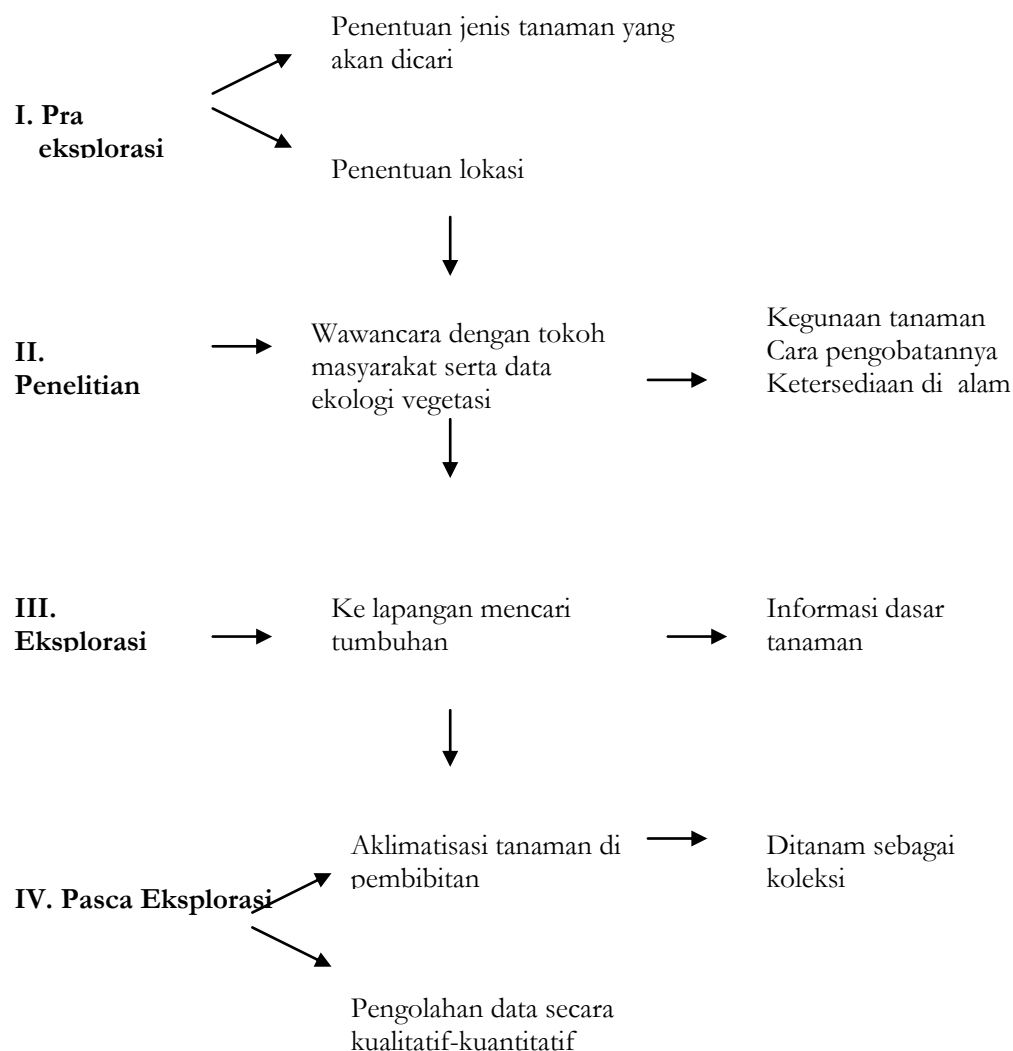 Penentuan jenis tanaman yang
akan dicari
I. Pra
eksplorasi
Penentuan lokasi
II.
Penelitian
Wawancara dengan tokoh
masyarakat serta data
ekologi vegetasi
Kegunaan tanaman
Cara pengobatannya
Ketersediaan di alam
III.
Eksplorasi
Ke lapangan mencari
tumbuhan
Informasi dasar
tanaman
IV. Pasca Eksplorasi
Aklimatisasi tanaman di
pembibitan
Ditanam sebagai
koleksi
Pengolahan data secara
kualitatif-kuantitatif